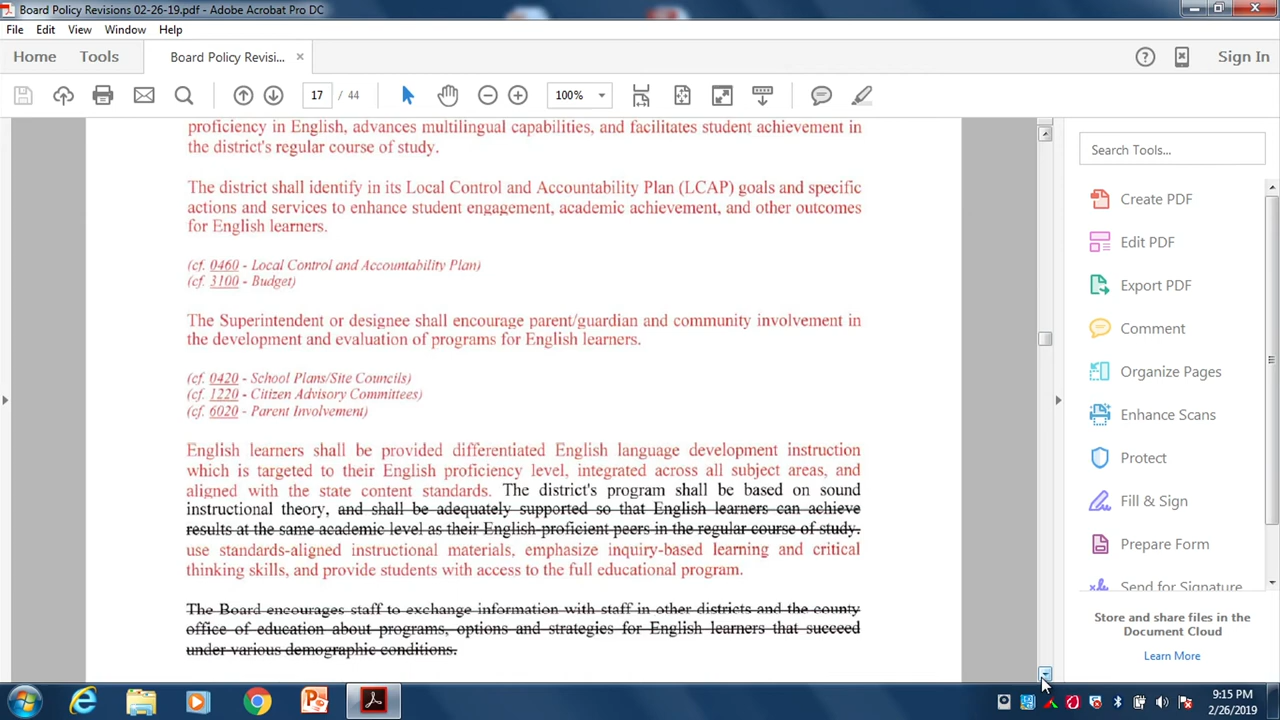 Board Policy Revisions 02-26-19.pdf - Adobe Acrobat Pro DC
File Edit View Window Help
Home Tools Board Policy Revisi... × Sign In
17 / 44 100%
proficiency in English, advances multilingual capabilities, and facilitates student achievement in
the district's regular course of study.
The district shall identify in its Local Control and Accountability Plan (LCAP) goals and specific
actions and services to enhance student engagement, academic achievement, and other outcomes
for English learners.
(cf. 0460 - Local Control and Accountability Plan)
(cf. 3100 - Budget)
The Superintendent or designee shall encourage parent/guardian and community involvement in
the development and evaluation of programs for English learners.
(cf. 0420 - School Plans/Site Councils)
(cf. 1220 - Citizen Advisory Committees)
(cf. 6020 - Parent Involvement)
English learners shall be provided differentiated English language development instruction
which is targeted to their English proficiency level, integrated across all subject areas, and
aligned with the state content standards. The district's program shall be based on sound
instructional theory, and shall be adequately supported so that English learners can achieve
results at the same academic level as their English-proficient peers in the regular course of study.
use standards-aligned instructional materials, emphasize inquiry-based learning and critical
thinking skills, and provide students with access to the full educational program.
The Board encourages staff to exchange information with staff in other districts and the county
office of education about programs, options and strategies for English learners that succeed
under various demographic conditions.
Search Tools...
Create PDF
Edit PDF
Export PDF
Comment
Organize Pages
Enhance Scans
Protect
Fill & Sign
Prepare Form
Send for Signature
Store and share files in the
Document Cloud
Learn More
9:15 PM
2/26/2019